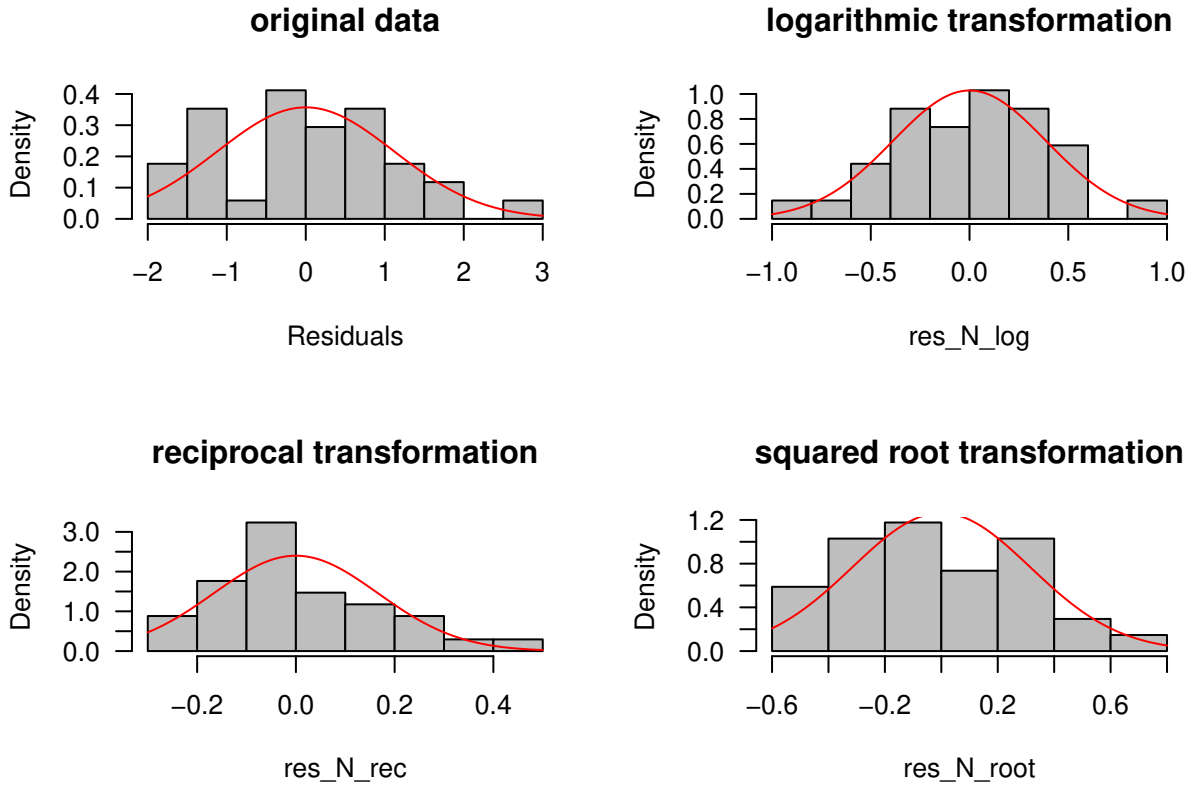 original data
Density
0.0 0.1 0.2 0.3 0.4
−2 −1 0 1 2 3
Residuals
logarithmic transformation
Density
0.0 0.2 0.4 0.6 0.8 1.0
−1.0 −0.5 0.0 0.5 1.0
res_N_log
reciprocal transformation
Density
0.0 1.0 2.0 3.0
−0.2 0.0 0.2 0.4
res_N_rec
squared root transformation
Density
0.0 0.4 0.8 1.2
−0.6 −0.2 0.2 0.6
res_N_root